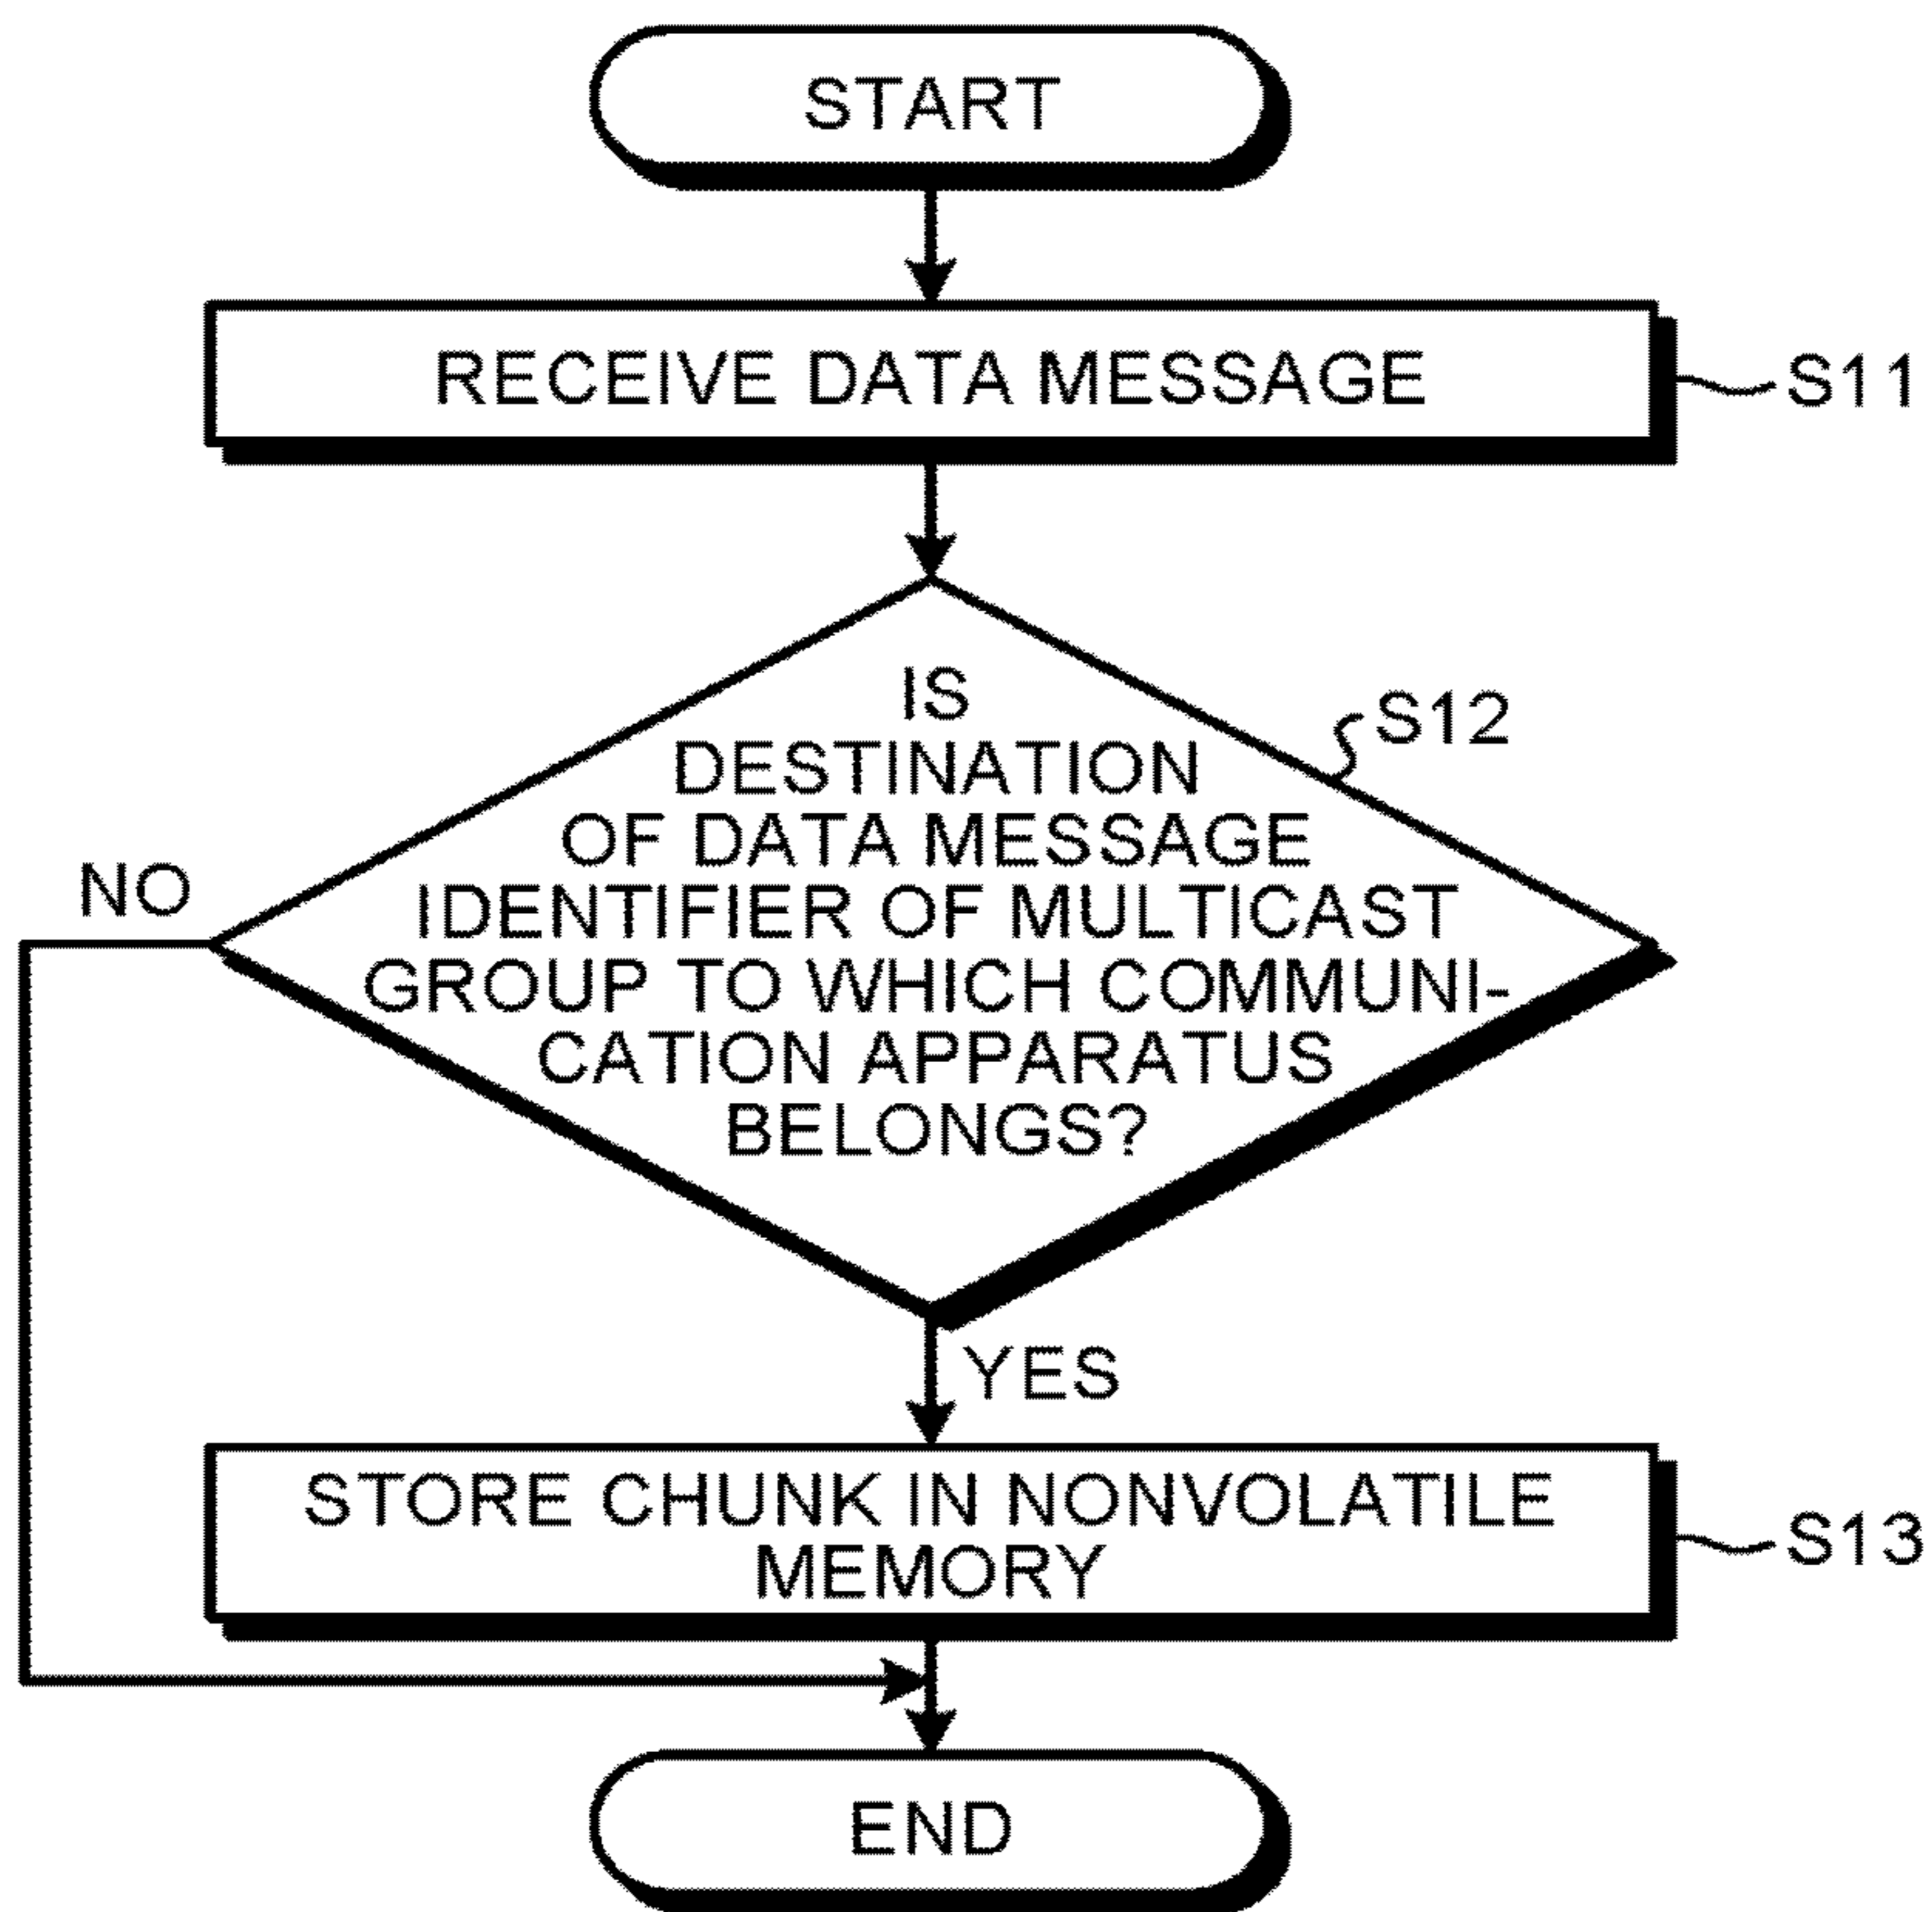 START
RECEIVE DATA MESSAGE
S11
IS
DESTINATION
OF DATA MESSAGE
IDENTIFIER OF MULTICAST
GROUP TO WHICH COMMUNI-
CATION APPARATUS
BELONGS?
S12
NO
YES
STORE CHUNK IN NONVOLATILE
MEMORY
S13
END